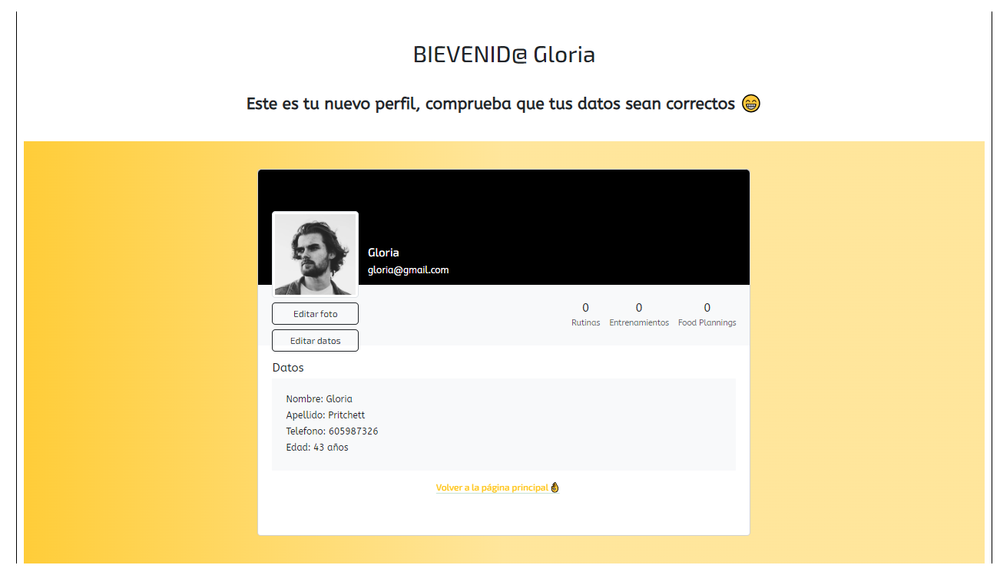 BIEVENID@ Gloria
Este es tu nuevo perfil, comprueba que tus datos sean correctos 😁
Gloria
gloria@gmail.com
Editar foto
Editar datos
0 0 0
Rutinas Entrenamientos Food Plannings
Datos
Nombre: Gloria
Apellido: Pritchett
Telefono: 605987326
Edad: 43 años
Volver a la página principal 👌